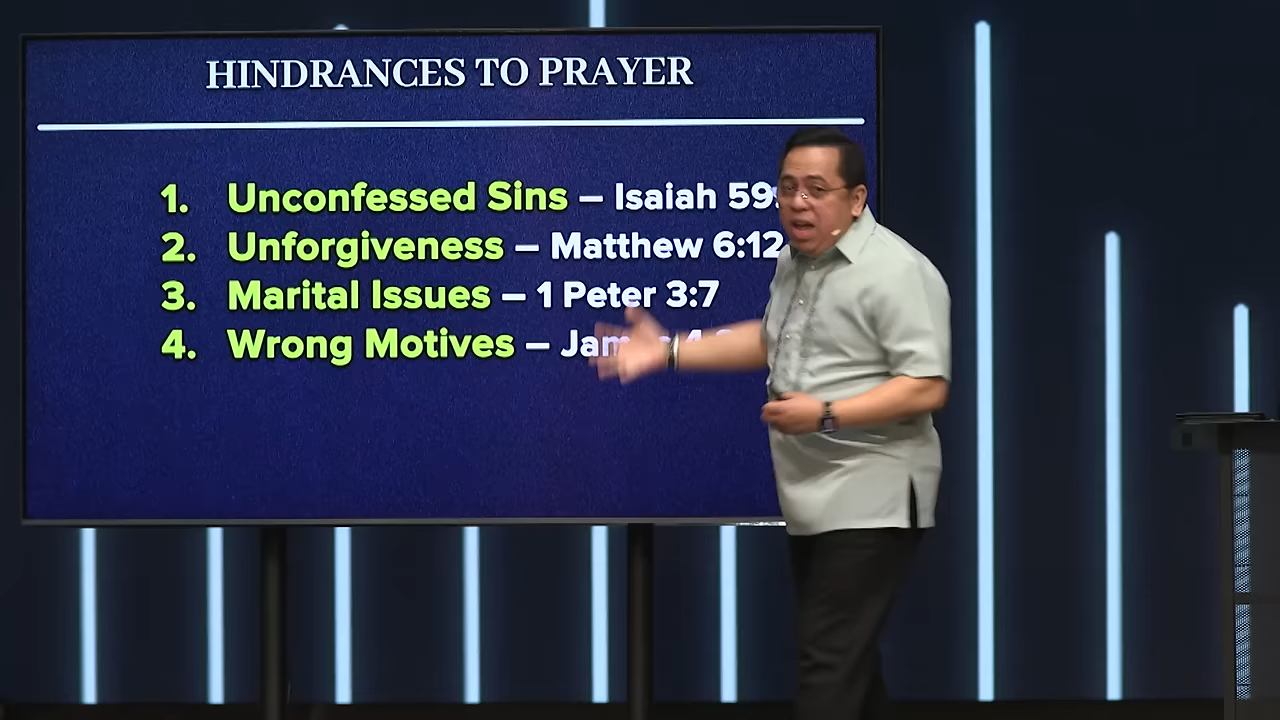 HINDRANCES TO PRAYER
1. Unconfessed Sins – Isaiah 59:
2. Unforgiveness – Matthew 6:12
3. Marital Issues – 1 Peter 3:7
4. Wrong Motives –